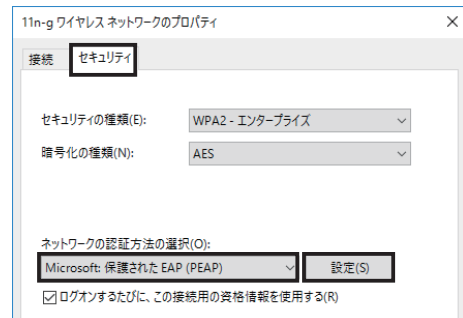 11n-g ワイヤレス ネットワークのプロパティ
接続 セキュリティ
セキュリティの種類(E): WPA2 - エンタープライズ
暗号化の種類(N): AES
ネットワークの認証方法の選択(O):
Microsoft: 保護された EAP (PEAP) 設定(S)
ログオンするたびに、この接続用の資格情報を使用する(R)